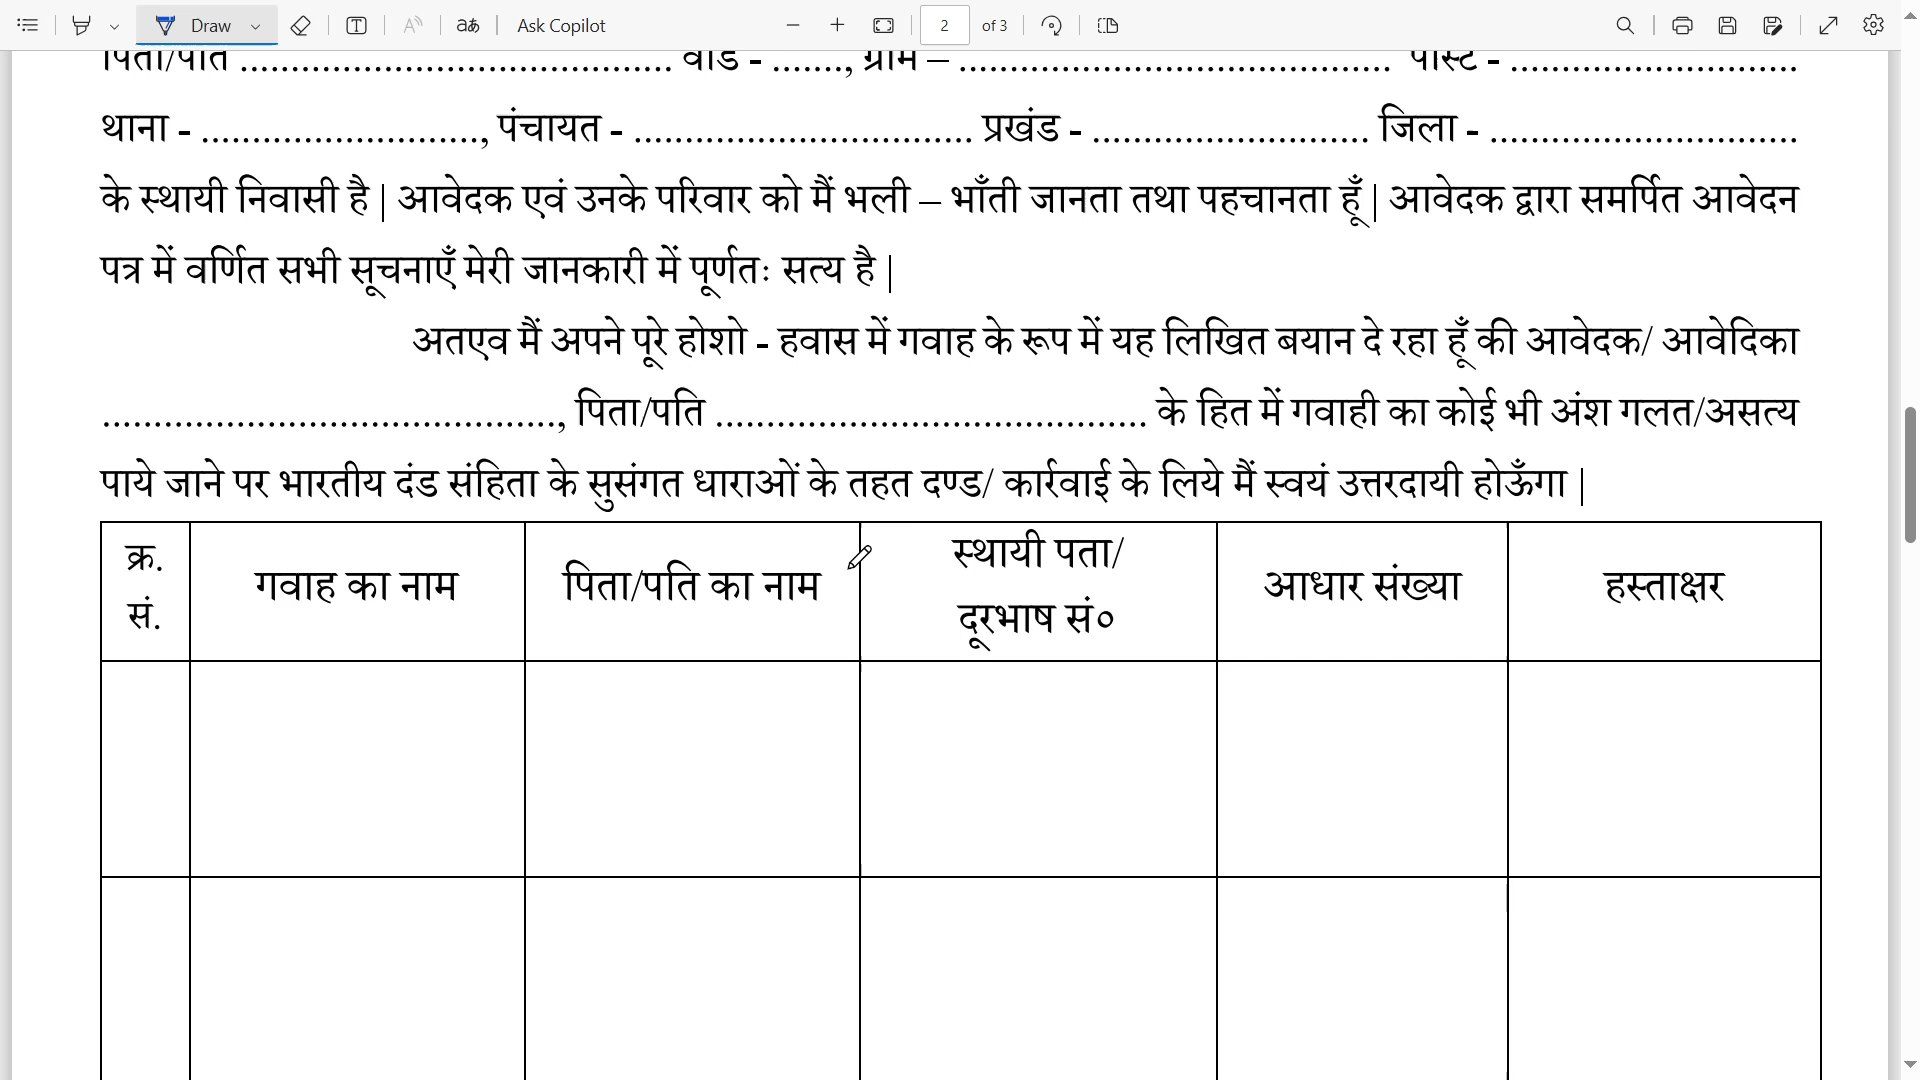 Draw
aあ
Ask Copilot
2
of 3
पिता/पति .......................................... वार्ड - ......., ग्राम – .......................................... पोस्ट - ............................
थाना - ..........................., पंचायत - ................................. प्रखंड - ........................... जिला - ..............................
के स्थायी निवासी है | आवेदक एवं उनके परिवार को मैं भली – भाँती जानता तथा पहचानता हूँ | आवेदक द्वारा समर्पित आवेदन
पत्र में वर्णित सभी सूचनाएँ मेरी जानकारी में पूर्णतः सत्य है |
अतएव मैं अपने पूरे होशो - हवास में गवाह के रूप में यह लिखित बयान दे रहा हूँ की आवेदक/ आवेदिका
............................................, पिता/पति .......................................... के हित में गवाही का कोई भी अंश गलत/असत्य
पाये जाने पर भारतीय दंड संहिता के सुसंगत धाराओं के तहत दण्ड/ कार्रवाई के लिये मैं स्वयं उत्तरदायी होऊँगा |
क्र.
सं.
गवाह का नाम
पिता/पति का नाम
स्थायी पता/
दूरभाष सं०
आधार संख्या
हस्ताक्षर